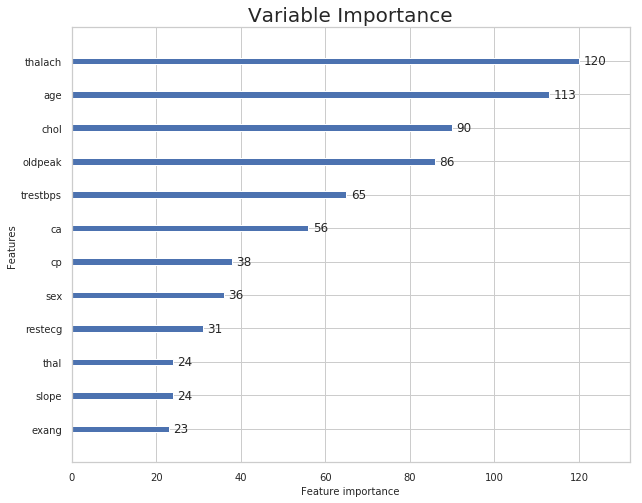 Variable Importance
Features
thalach 120
age 113
chol 90
oldpeak 86
trestbps 65
ca 56
cp 38
sex 36
restecg 31
thal 24
slope 24
exang 23
0 20 40 60 80 100 120
Feature importance